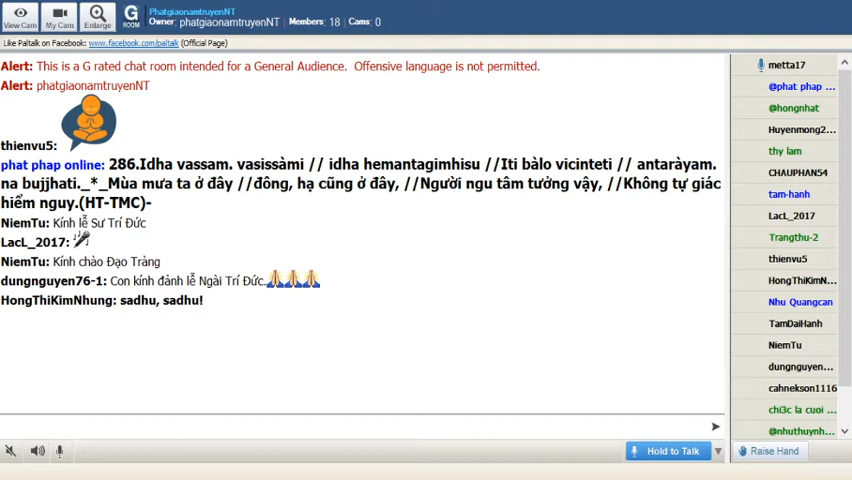 PhatgiaonamtruyenNT
Owner: phatgiaonamtruyenNT Members: 18 Cams: 0
View Cam My Cam Enlarge G ROOM
Like Paltalk on Facebook: www.facebook.com/paltalk (Official Page)
Alert: This is a G rated chat room intended for a General Audience. Offensive language is not permitted.
Alert: phatgiaonamtruyenNT
thienvu5:
phat phap online: 286.Idha vassam. vasissàmi // idha hemantagimhisu //Iti bàlo vicinteti // antaràyam.
na bujjhati._*_Mùa mưa ta ở đây //đông, hạ cũng ở đây, //Người ngu tâm tưởng vậy, //Không tự giác
hiểm nguy.(HT-TMC)-
NiemTu: Kính lễ Sư Trí Đức
LacL_2017:
NiemTu: Kính chào Đạo Tràng
dungnguyen76-1: Con kính đảnh lễ Ngài Trí Đức.
HongThiKimNhung: sadhu, sadhu!
metta17
@phat phap ...
@hongnhat
Huyenmong2...
thy lam
CHAUPHAN54
tam-hanh
LacL_2017
Trangthu-2
thienvu5
HongThiKimN...
Nhu Quangcan
TamDaiHanh
NiemTu
dungnguyen...
cahnekson1116
chi3c la cuoi ...
@nhuthuynh...
Hold to Talk
Raise Hand